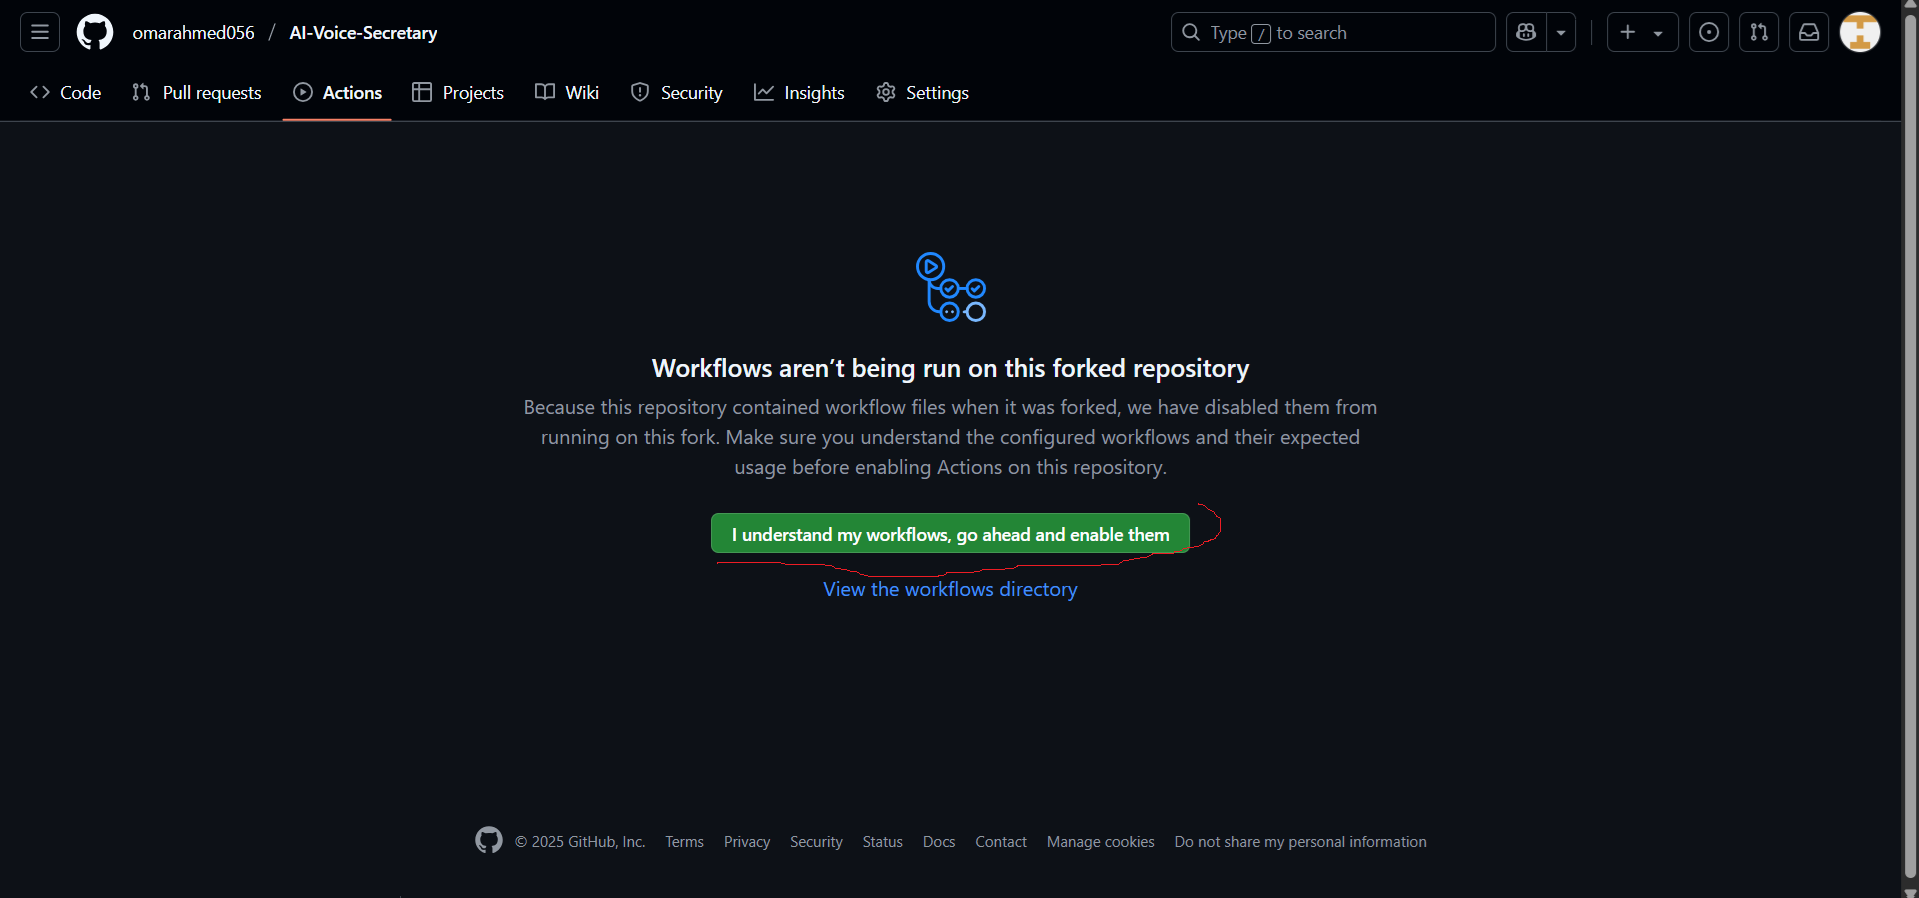 omarahmed056 / AI-Voice-Secretary
Type / to search
Code Pull requests Actions Projects Wiki Security Insights Settings
Workflows aren’t being run on this forked repository
Because this repository contained workflow files when it was forked, we have disabled them from
running on this fork. Make sure you understand the configured workflows and their expected
usage before enabling Actions on this repository.
I understand my workflows, go ahead and enable them
View the workflows directory
© 2025 GitHub, Inc. Terms Privacy Security Status Docs Contact Manage cookies Do not share my personal information